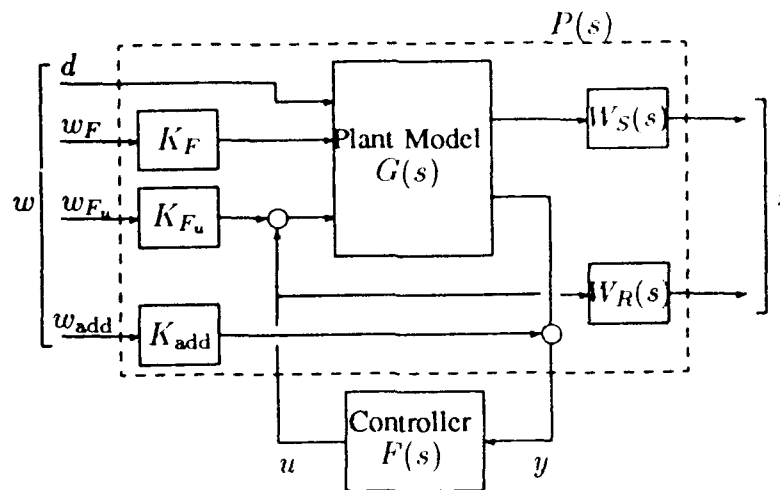 P(s)
d
w_F
K_F
Plant Model
G(s)
W_S(s)
w
w_{F_u}
K_{F_u}
W_R(s)
w_add
K_add
Controller
F(s)
u
y